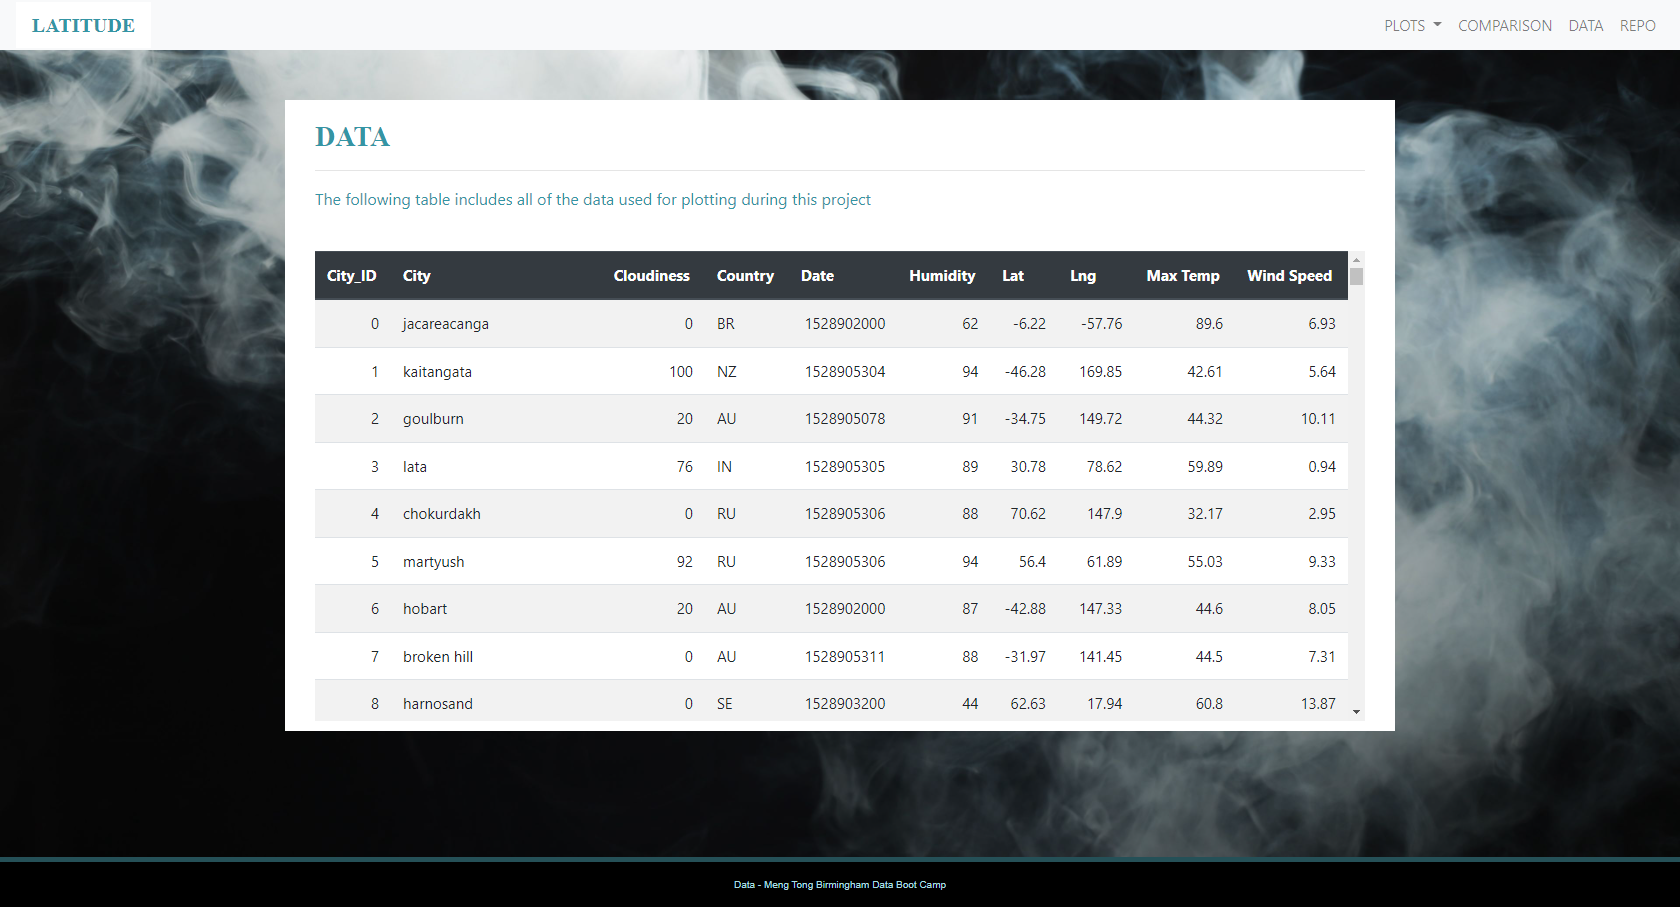 LATITUDE PLOTS COMPARISON DATA REPO
DATA
The following table includes all of the data used for plotting during this project
City_ID City Cloudiness Country Date Humidity Lat Lng Max Temp Wind Speed
0 jacareacanga 0 BR 1528902000 62 -6.22 -57.76 89.6 6.93
1 kaitangata 100 NZ 1528905304 94 -46.28 169.85 42.61 5.64
2 goulburn 20 AU 1528905078 91 -34.75 149.72 44.32 10.11
3 lata 76 IN 1528905305 89 30.78 78.62 59.89 0.94
4 chokurdakh 0 RU 1528905306 88 70.62 147.9 32.17 2.95
5 martyush 92 RU 1528905306 94 56.4 61.89 55.03 9.33
6 hobart 20 AU 1528902000 87 -42.88 147.33 44.6 8.05
7 broken hill 0 AU 1528905311 88 -31.97 141.45 44.5 7.31
8 harnosand 0 SE 1528903200 44 62.63 17.94 60.8 13.87
Data - Meng Tong Birmingham Data Boot Camp